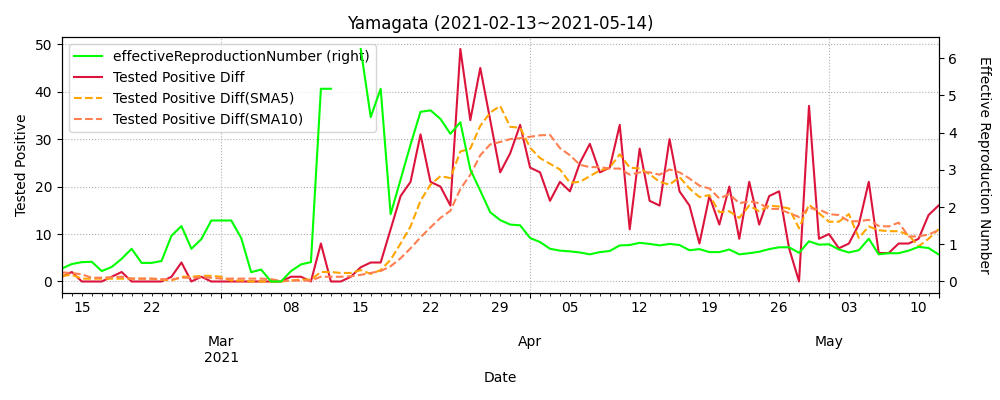 Yamagata (2021-02-13~2021-05-14)
effectiveReproductionNumber (right)
Tested Positive Diff
Tested Positive Diff(SMA5)
Tested Positive Diff(SMA10)
Tested Positive
50
40
30
20
10
0
Effective Reproduction Number
6
5
4
3
2
1
0
15 22 08 15 22 29 05 12 19 26 03 10
Mar Apr May
2021
Date